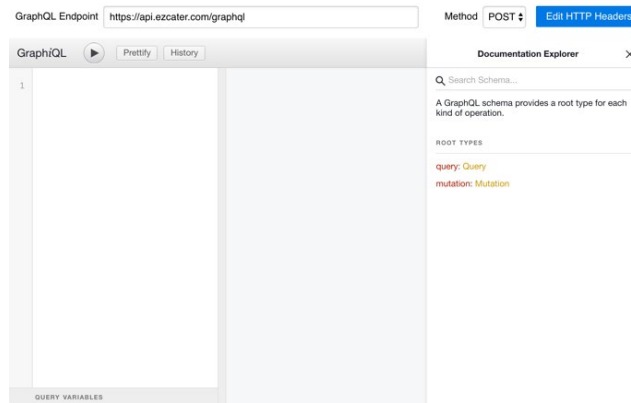 GraphQL Endpoint https://api.ezcater.com/graphql Method POST Edit HTTP Headers
GraphiQL Prettify History Documentation Explorer
1
Search Schema...
A GraphQL schema provides a root type for each
kind of operation.
ROOT TYPES
query: Query
mutation: Mutation
QUERY VARIABLES